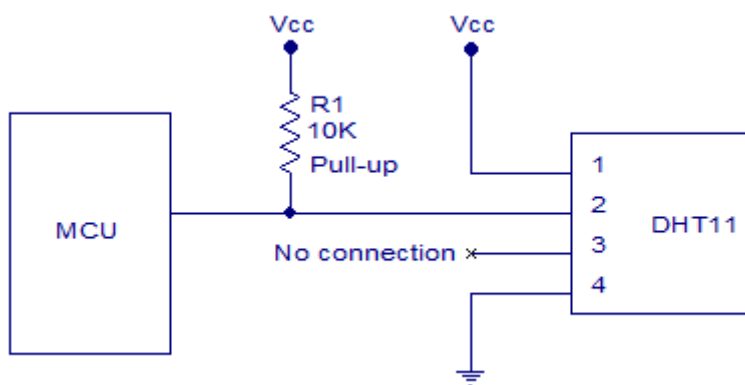 Vcc
Vcc
R1
10K
Pull-up
MCU
1
2
No connection
3
4
DHT11